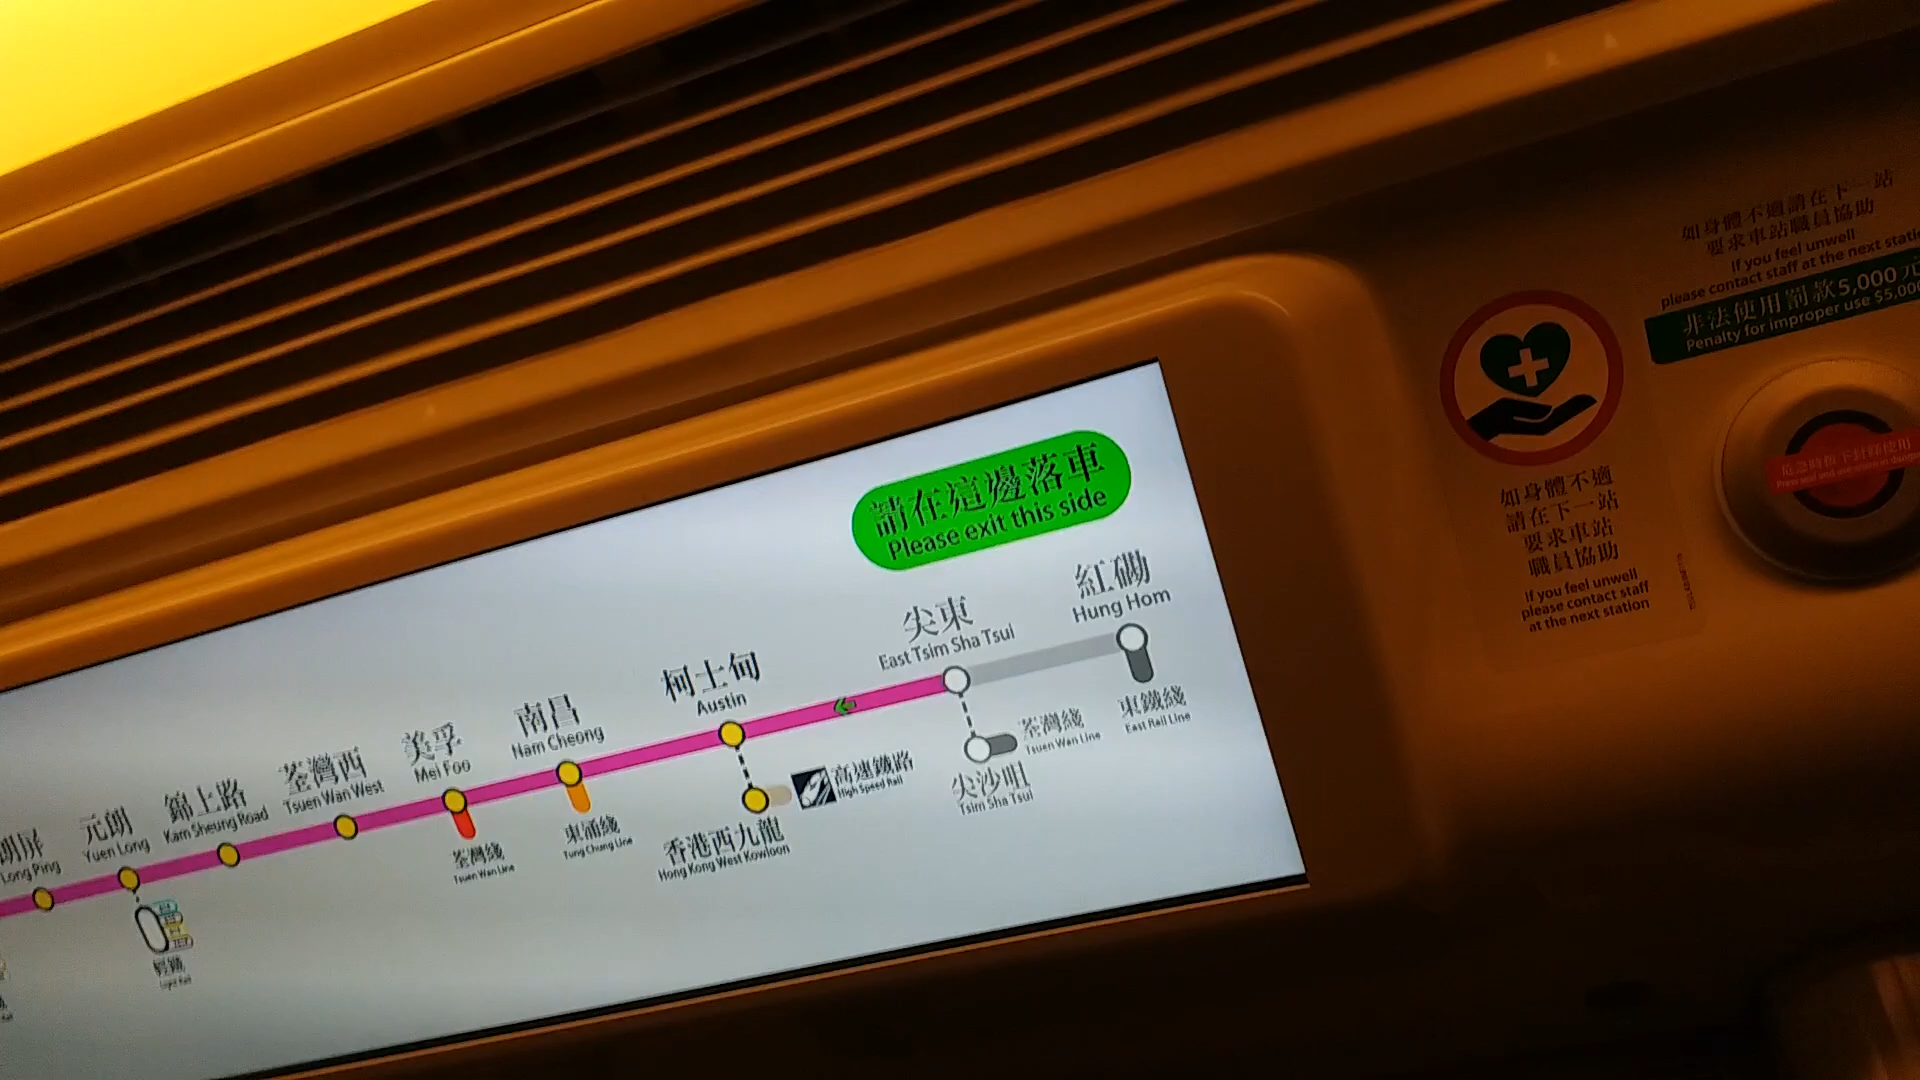 請在這邊落車
Please exit this side
紅磡
Hung Hom
尖東
East Tsim Sha Tsui
柯士甸
Austin
南昌
Nam Cheong
美孚
Mei Foo
荃灣西
Tsuen Wan West
錦上路
Kam Sheung Road
元朗
Yuen Long
朗屏
Long Ping
東鐵綫
East Rail Line
荃灣綫
Tsuen Wan Line
尖沙咀
Tsim Sha Tsui
高速鐵路
High Speed Rail
香港西九龍
Hong Kong West Kowloon
東涌綫
Tung Chung Line
荃灣綫
Tsuen Wan Line
輕鐵
Light Rail
如身體不適請在下一站
要求車站職員協助
If you feel unwell
please contact staff at the next statio
非法使用罰款5,000元
Penalty for improper use $5,000
如身體不適
請在下一站
要求車站
職員協助
If you feel unwell
please contact staff
at the next station